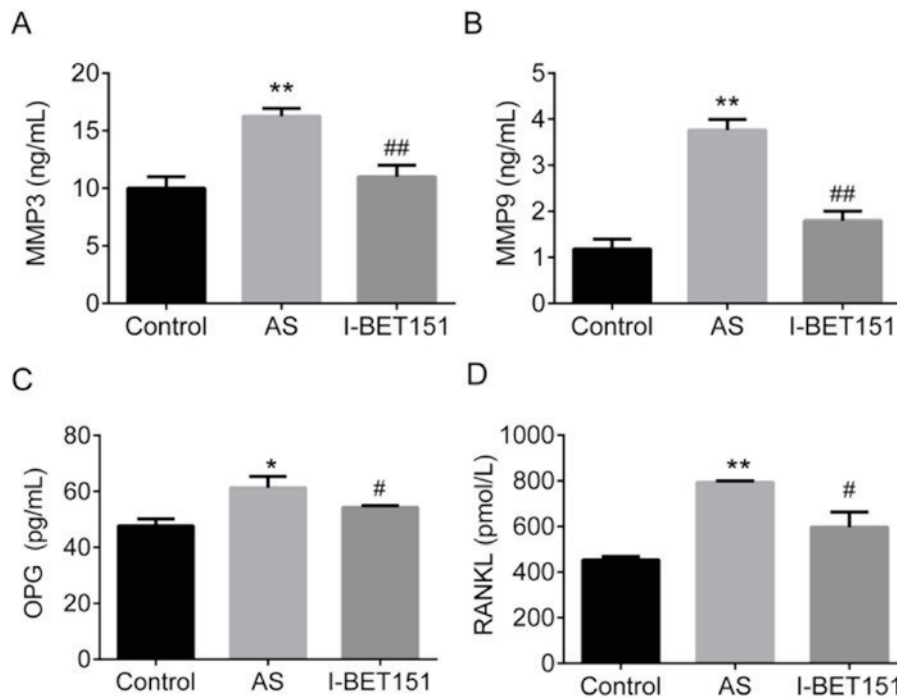 A
MMP3 (ng/mL)
20
15
10
5
0
**
##
Control AS I-BET151
B
MMP9 (ng/mL)
5
4
3
2
1
0
**
##
Control AS I-BET151
C
OPG (pg/mL)
80
60
40
20
0
*
#
Control AS I-BET151
D
RANKL (pmol/L)
1000
800
600
400
200
0
**
#
Control AS I-BET151